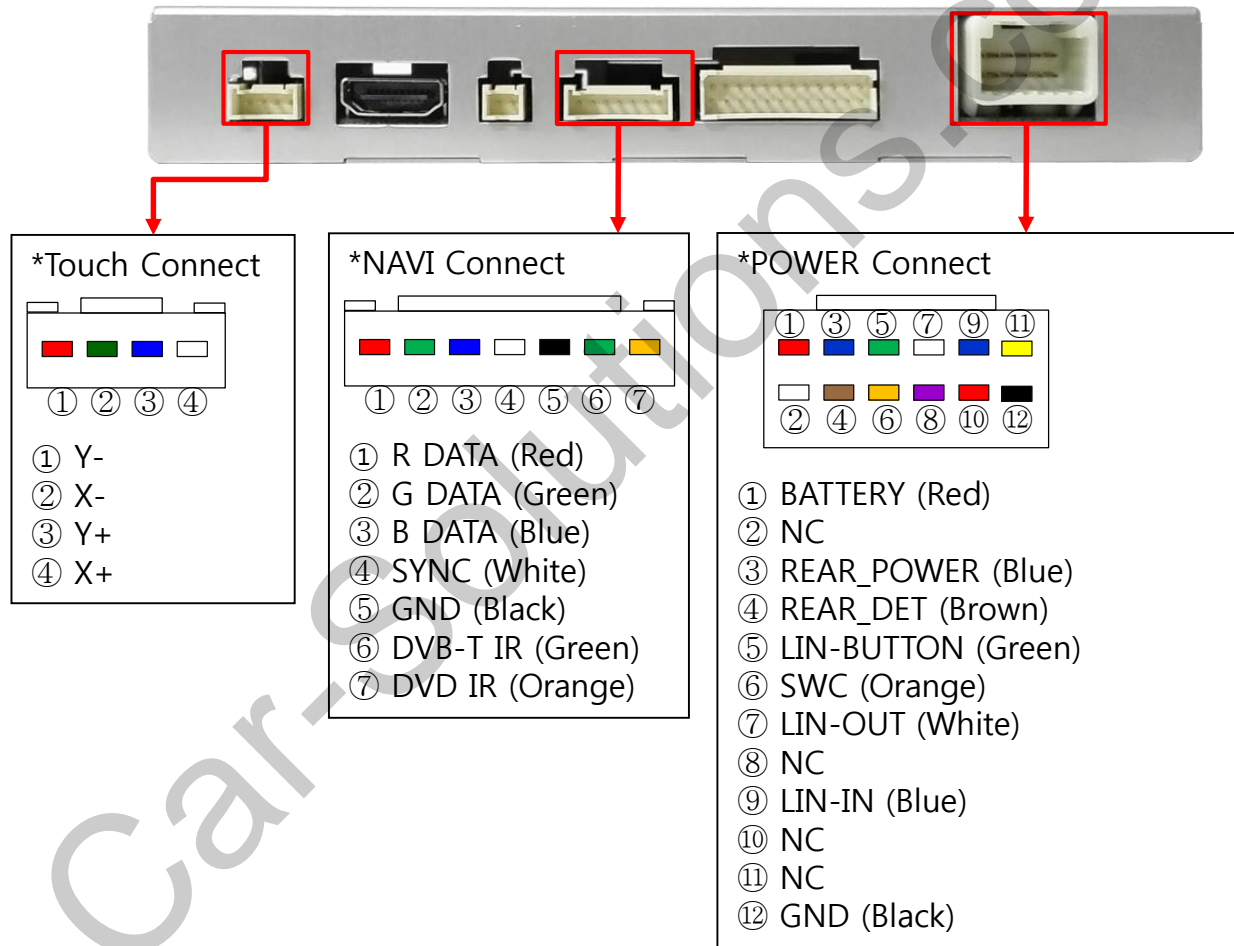 *Touch Connect
① ② ③ ④
① Y-
② X-
③ Y+
④ X+
*NAVI Connect
① ② ③ ④ ⑤ ⑥ ⑦
① R DATA (Red)
② G DATA (Green)
③ B DATA (Blue)
④ SYNC (White)
⑤ GND (Black)
⑥ DVB-T IR (Green)
⑦ DVD IR (Orange)
*POWER Connect
① ③ ⑤ ⑦ ⑨ ⑪
② ④ ⑥ ⑧ ⑩ ⑫
① BATTERY (Red)
② NC
③ REAR_POWER (Blue)
④ REAR_DET (Brown)
⑤ LIN-BUTTON (Green)
⑥ SWC (Orange)
⑦ LIN-OUT (White)
⑧ NC
⑨ LIN-IN (Blue)
⑩ NC
⑪ NC
⑫ GND (Black)
Car-Solutions.co